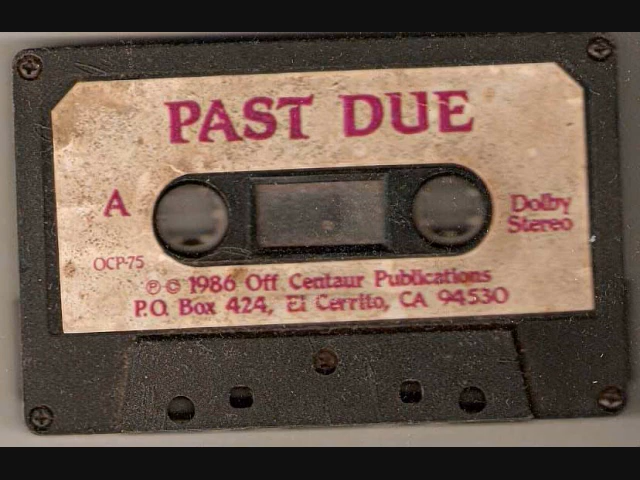 PAST DUE
A
Dolby
Stereo
OCP-75
℗ © 1986 Off Centaur Publications
P.O. Box 424, El Cerrito, CA 94530